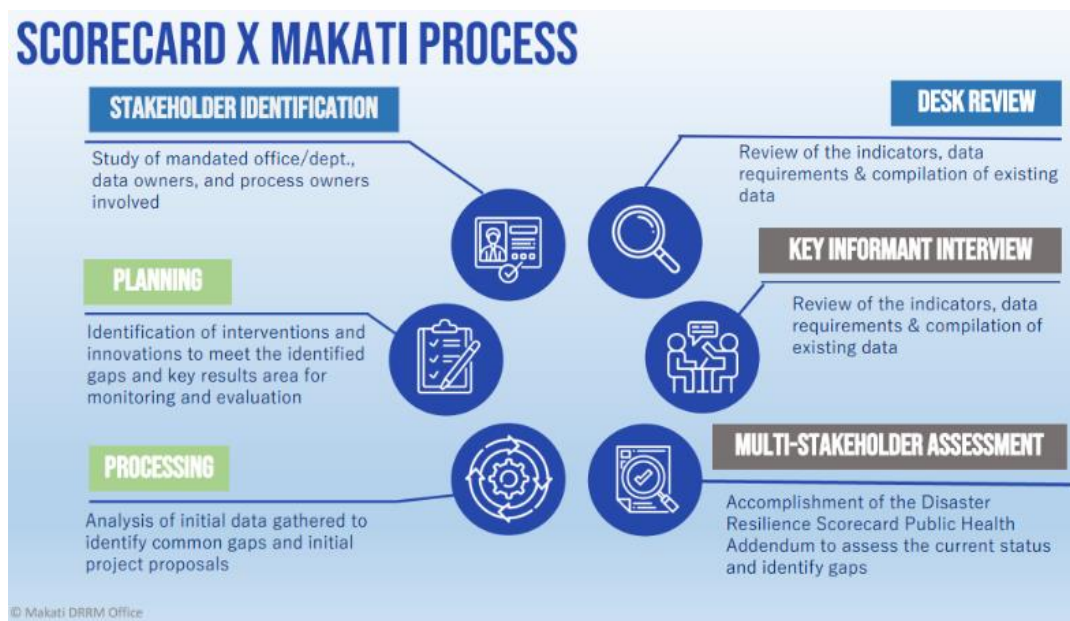 SCORECARD X MAKATI PROCESS
STAKEHOLDER IDENTIFICATION
Study of mandated office/dept.,
data owners, and process owners
involved
DESK REVIEW
Review of the indicators, data
requirements & compilation of existing
data
KEY INFORMANT INTERVIEW
Review of the indicators, data
requirements & compilation of
existing data
MULTI-STAKEHOLDER ASSESSMENT
Accomplishment of the Disaster
Resilience Scorecard Public Health
Addendum to assess the current status
and identify gaps
PROCESSING
Analysis of initial data gathered to
identify common gaps and initial
project proposals
PLANNING
Identification of interventions and
innovations to meet the identified
gaps and key results area for
monitoring and evaluation
© Makati DRRM Office